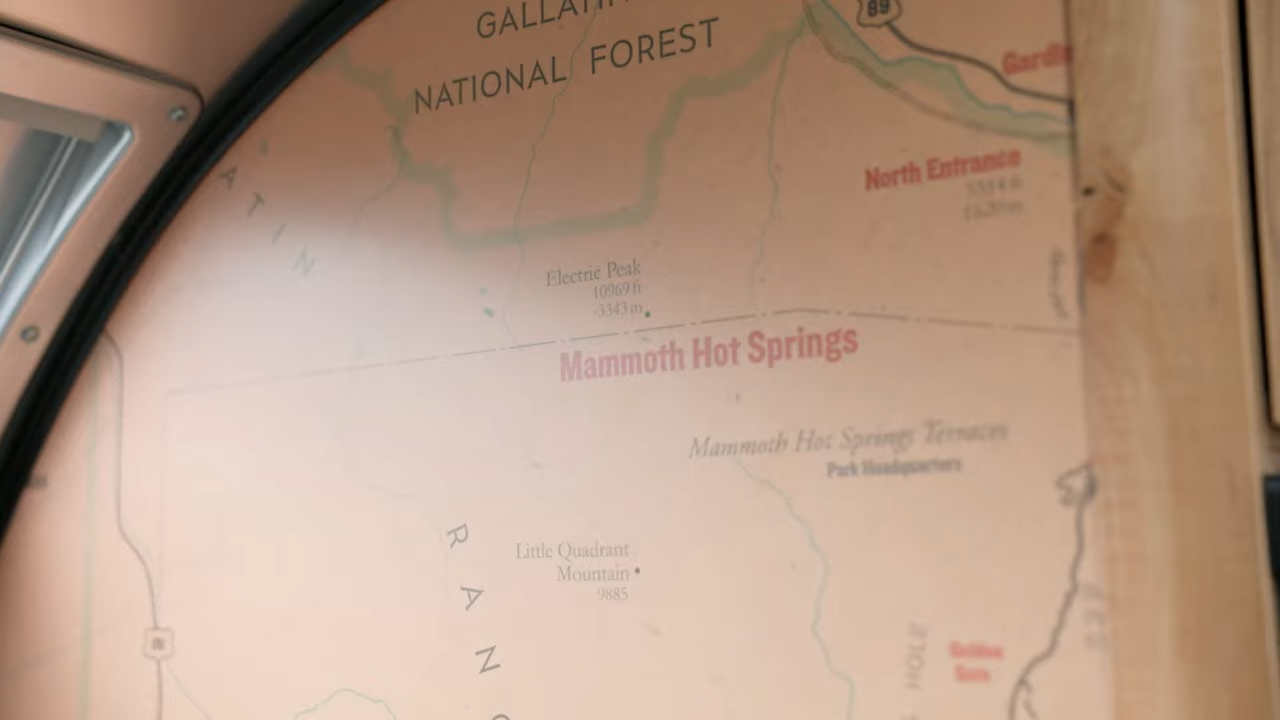 NATIONAL FOREST
89
North Entrance
Electric Peak
10969 ft
3343 m
Mammoth Hot Springs
Mammoth Hot Springs Terraces
Park Headquarters
Little Quadrant
Mountain
9885
A T I N
R A N
HOLE